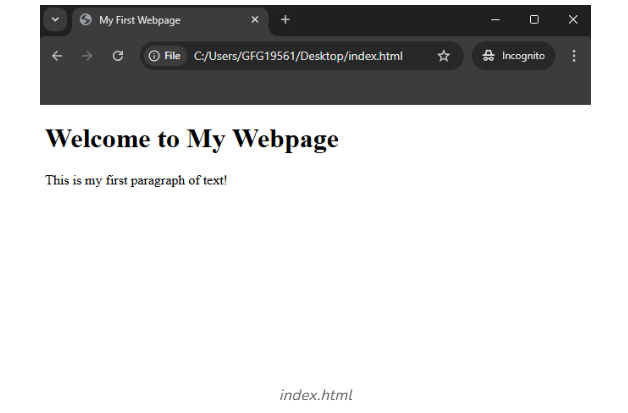 My First Webpage
File C:/Users/GFG19561/Desktop/index.html Incognito
Welcome to My Webpage
This is my first paragraph of text!
index.html